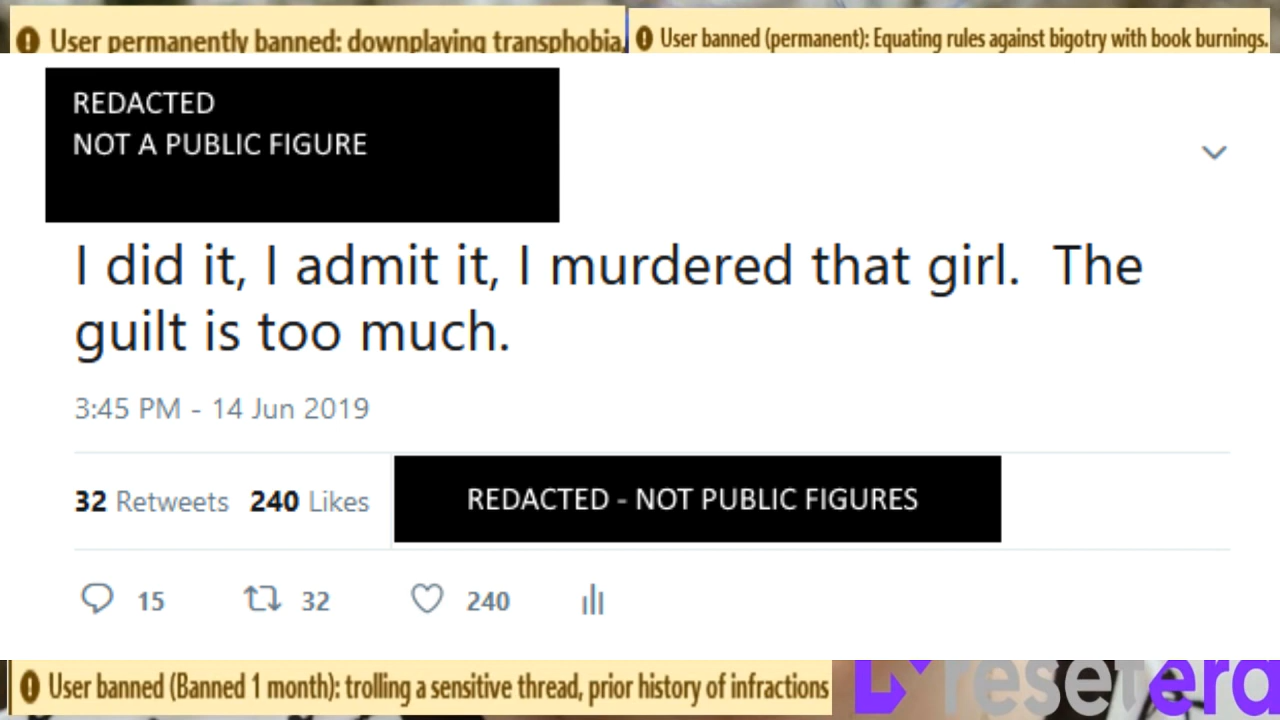 User permanently banned: downplaying transphobia,
User banned (permanent): Equating rules against bigotry with book burnings.
REDACTED
NOT A PUBLIC FIGURE
I did it, I admit it, I murdered that girl. The
guilt is too much.
3:45 PM - 14 Jun 2019
32 Retweets 240 Likes
REDACTED - NOT PUBLIC FIGURES
15 32 240
User banned (Banned 1 month): trolling a sensitive thread, prior history of infractions
resetera